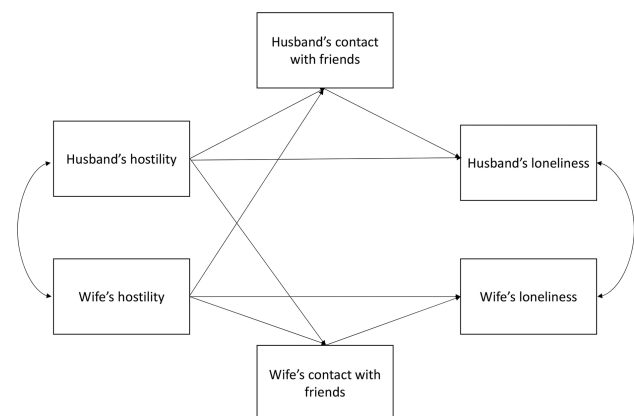 Husband’s contact
with friends
Husband’s hostility
Husband’s loneliness
Wife’s hostility
Wife’s loneliness
Wife’s contact with
friends